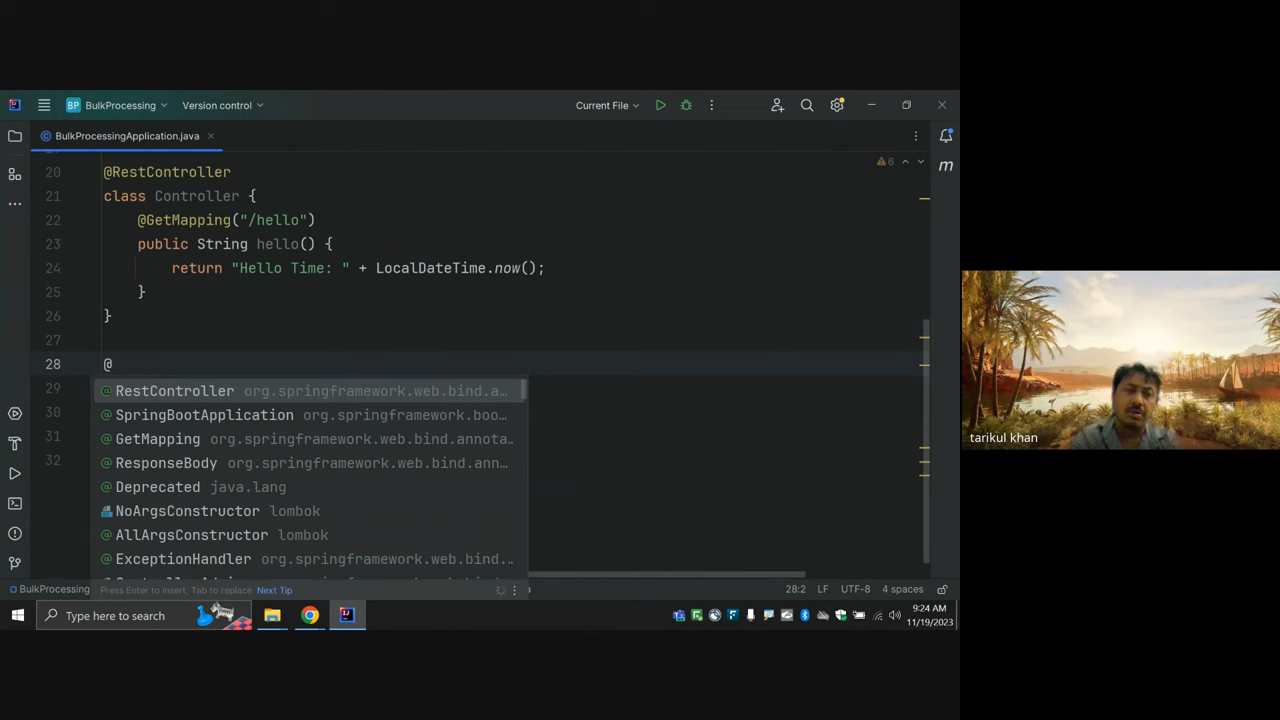 BP BulkProcessing Version control Current File
BulkProcessingApplication.java
20 @RestController 6
21 class Controller {
22 @GetMapping("/hello")
23 public String hello() {
24 return "Hello Time: " + LocalDateTime.now();
25 }
26 }
27
28 @
29 RestController org.springframework.web.bind.a...
30 SpringBootApplication org.springframework.boo...
31 GetMapping org.springframework.web.bind.annota...
32 ResponseBody org.springframework.web.bind.ann...
Deprecated java.lang
NoArgsConstructor lombok
AllArgsConstructor lombok
ExceptionHandler org.springframework.web.bind...
BulkProcessing Press Enter to insert, Tab to replace Next Tip 28:2 LF UTF-8 4 spaces
Type here to search 9:24 AM
11/19/2023
tarikul khan